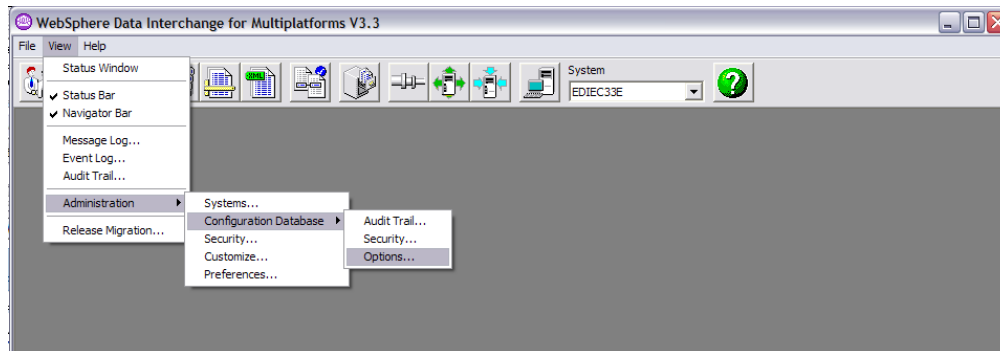 WebSphere Data Interchange for Multiplatforms V3.3
File View Help
Status Window
Status Bar
Navigator Bar
Message Log...
Event Log...
Audit Trail...
Administration
Release Migration...
Systems...
Configuration Database
Security...
Customize...
Preferences...
Audit Trail...
Security...
Options...
XML
System
EDIEC33E